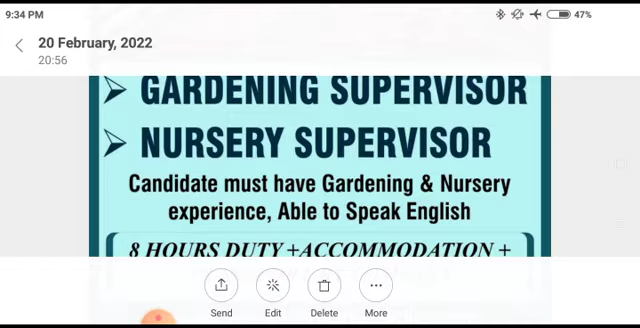 9:34 PM
47%
20 February, 2022
20:56
➢ GARDENING SUPERVISOR
➢ NURSERY SUPERVISOR
Candidate must have Gardening & Nursery
experience, Able to Speak English
8 HOURS DUTY +ACCOMMODATION +
Send Edit Delete More